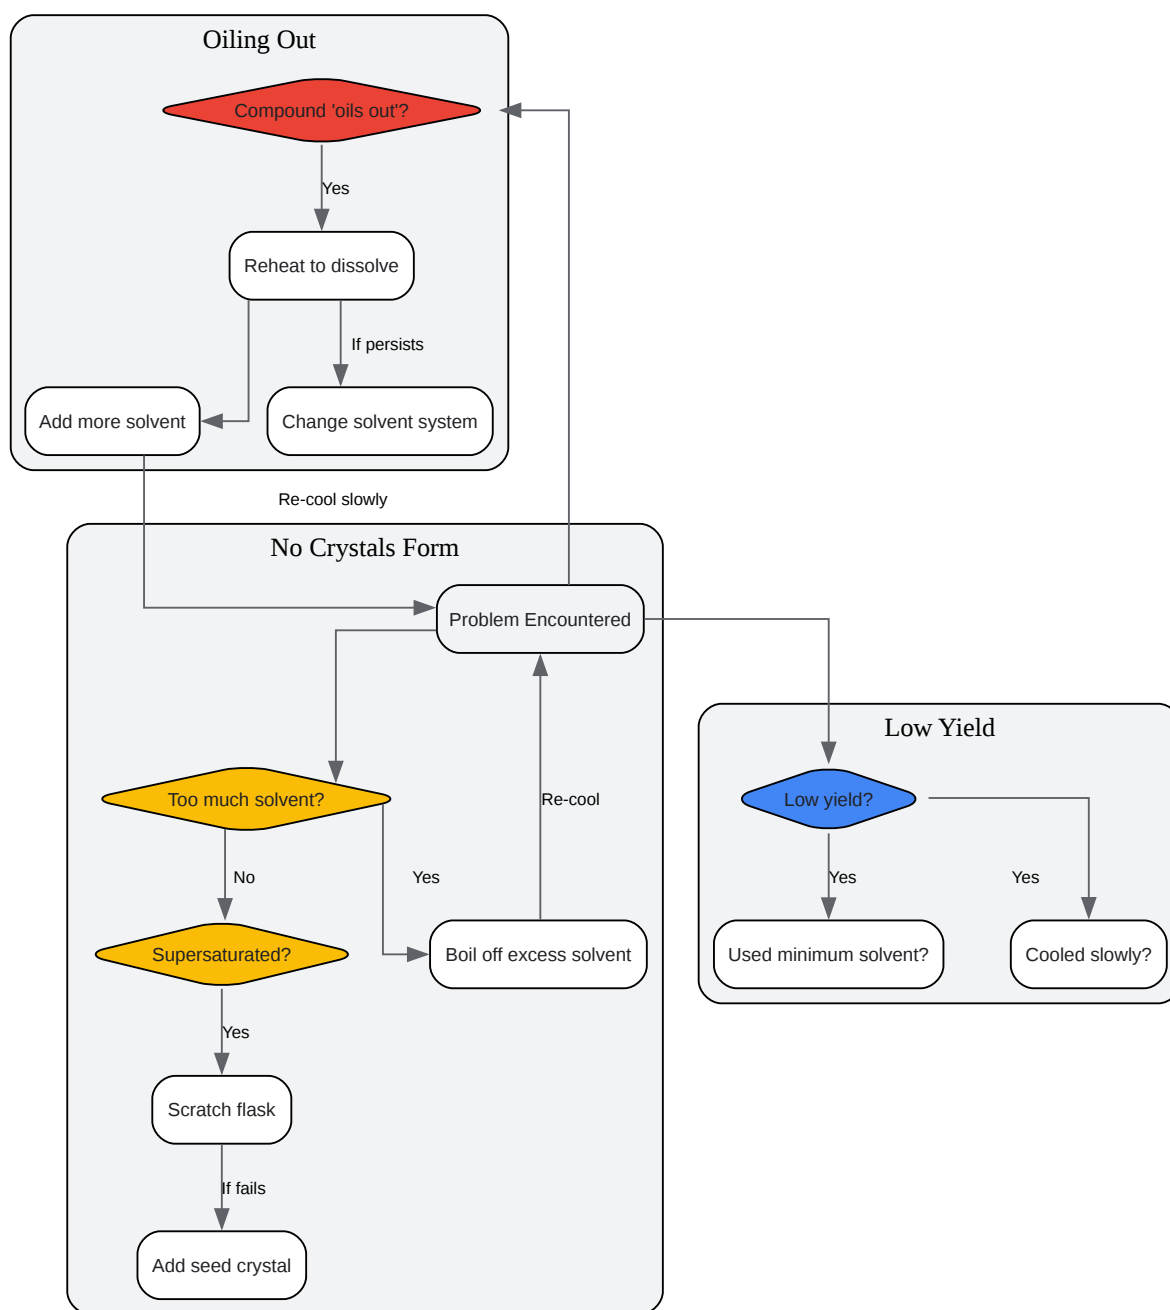 Oiling Out
Compound 'oils out'?
Yes
Reheat to dissolve
If persists
Add more solvent
Change solvent system
Re-cool slowly
No Crystals Form
Problem Encountered
Low Yield
Too much solvent?
Re-cool
Low yield?
No
Yes
Yes
Yes
Supersaturated?
Boil off excess solvent
Used minimum solvent?
Cooled slowly?
Yes
Scratch flask
If fails
Add seed crystal